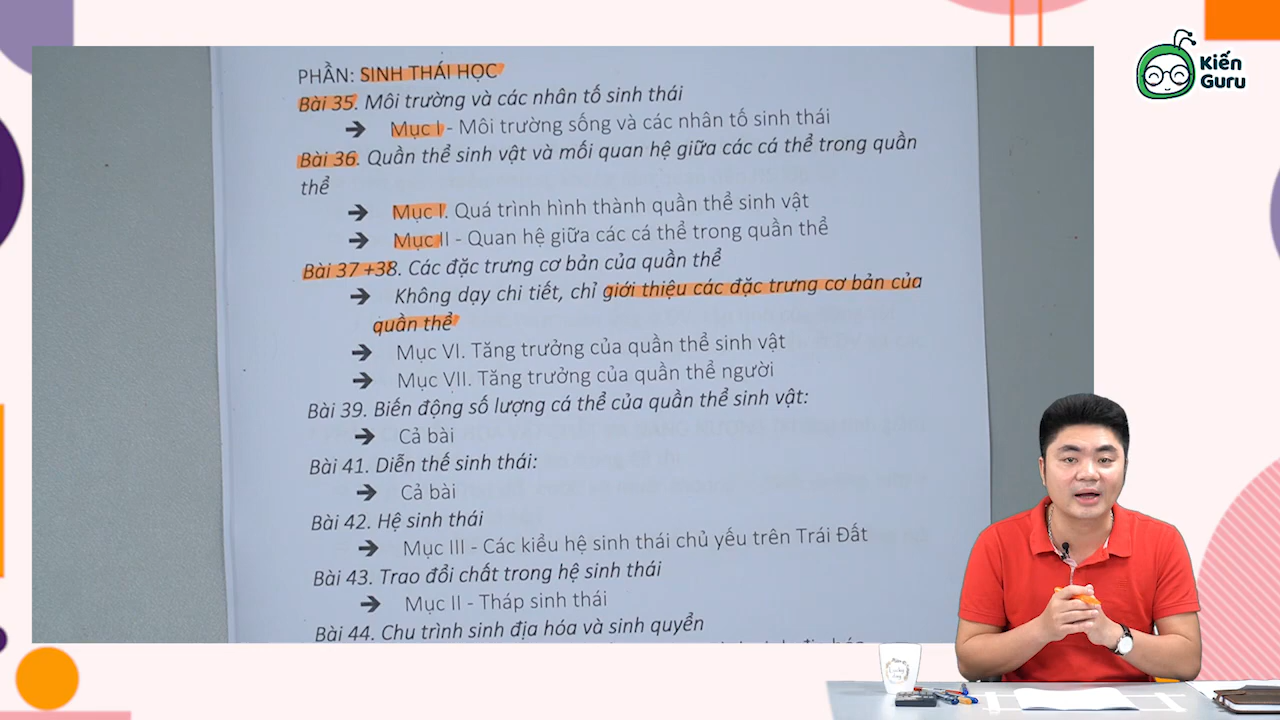 Kiến
Guru
PHẦN: SINH THÁI HỌC
Bài 35. Môi trường và các nhân tố sinh thái
➔ Mục I - Môi trường sống và các nhân tố sinh thái
Bài 36. Quần thể sinh vật và mối quan hệ giữa các cá thể trong quần
thể
➔ Mục I. Quá trình hình thành quần thể sinh vật
➔ Mục II - Quan hệ giữa các cá thể trong quần thể
Bài 37 +38. Các đặc trưng cơ bản của quần thể
➔ Không dạy chi tiết, chỉ giới thiệu các đặc trưng cơ bản của
quần thể
➔ Mục VI. Tăng trưởng của quần thể sinh vật
➔ Mục VII. Tăng trưởng của quần thể người
Bài 39. Biến động số lượng cá thể của quần thể sinh vật:
➔ Cả bài
Bài 41. Diễn thế sinh thái:
➔ Cả bài
Bài 42. Hệ sinh thái
➔ Mục III - Các kiểu hệ sinh thái chủ yếu trên Trái Đất
Bài 43. Trao đổi chất trong hệ sinh thái
➔ Mục II - Tháp sinh thái
Bài 44. Chu trình sinh địa hóa và sinh quyển